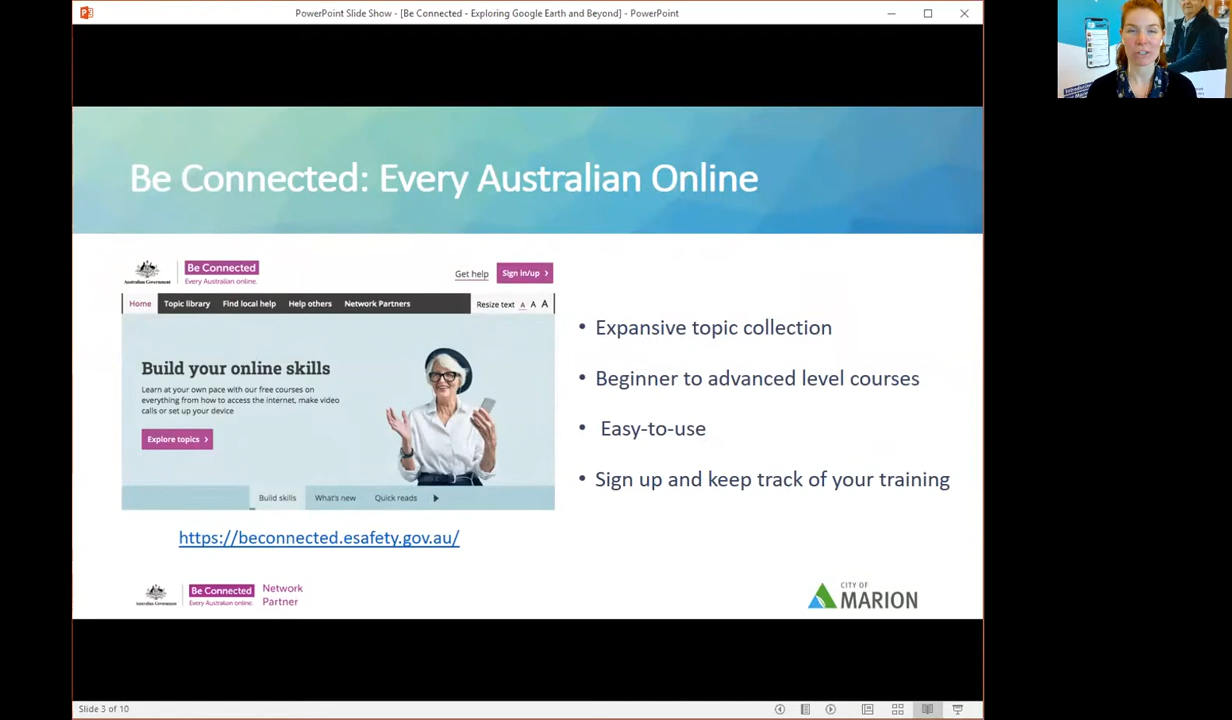 PowerPoint Slide Show - [Be Connected - Exploring Google Earth and Beyond] - PowerPoint
Be Connected: Every Australian Online
Australian Government
Be Connected
Every Australian online.
Get help
Sign in/up >
Home
Topic library
Find local help
Help others
Network Partners
Resize text A A A
Build your online skills
Learn at your own pace with our free courses on
everything from how to access the internet, make video
calls or set up your device
Explore topics >
Build skills
What's new
Quick reads
• Expansive topic collection
• Beginner to advanced level courses
• Easy-to-use
• Sign up and keep track of your training
https://beconnected.esafety.gov.au/
Australian Government
Be Connected
Every Australian online.
Network
Partner
CITY OF
MARION
Slide 3 of 10